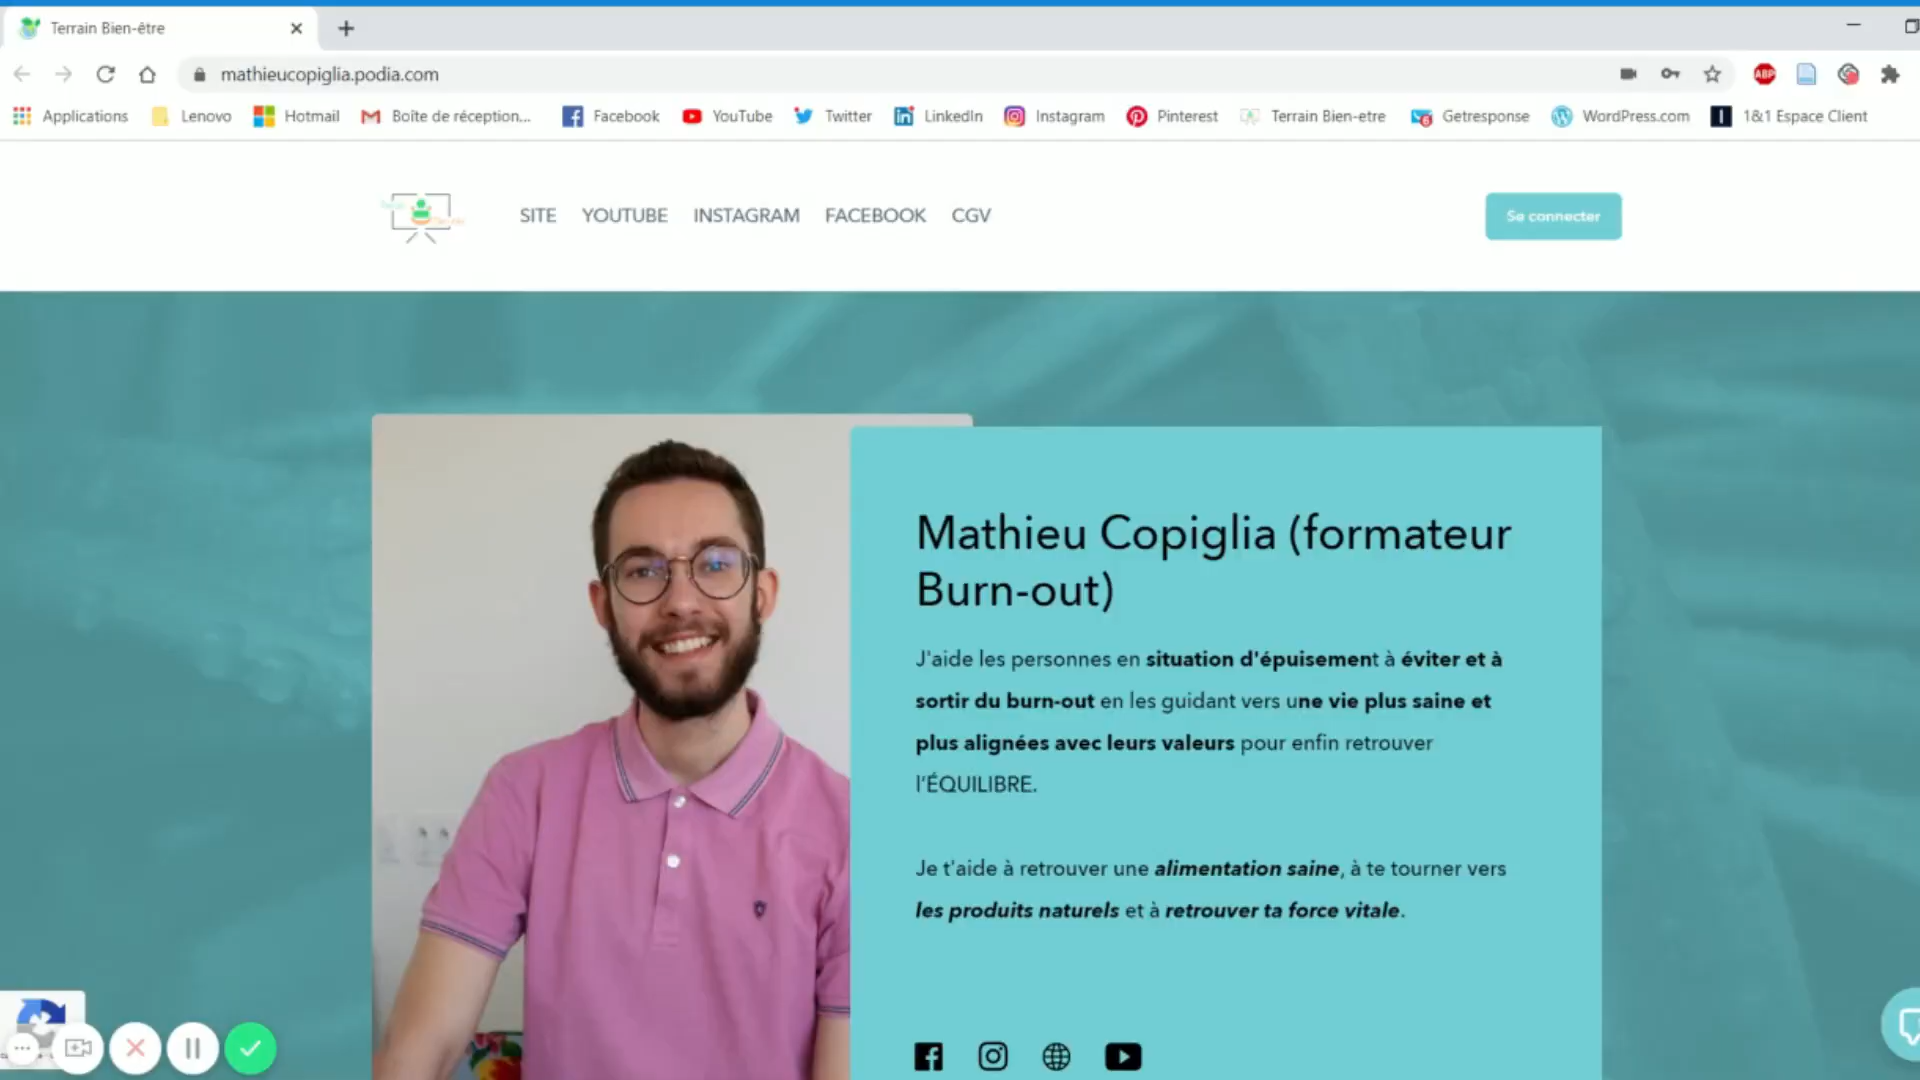 Terrain Bien-être
mathieucopiglia.podia.com
ABP
Applications Lenovo Hotmail Boîte de réception... Facebook YouTube Twitter LinkedIn Instagram Pinterest Terrain Bien-etre Getresponse WordPress.com 1&1 Espace Client
SITE YOUTUBE INSTAGRAM FACEBOOK CGV
Se connecter
Mathieu Copiglia (formateur
Burn-out)
J'aide les personnes en situation d'épuisement à éviter et à
sortir du burn-out en les guidant vers une vie plus saine et
plus alignées avec leurs valeurs pour enfin retrouver
l'ÉQUILIBRE.
Je t'aide à retrouver une alimentation saine, à te tourner vers
les produits naturels et à retrouver ta force vitale.